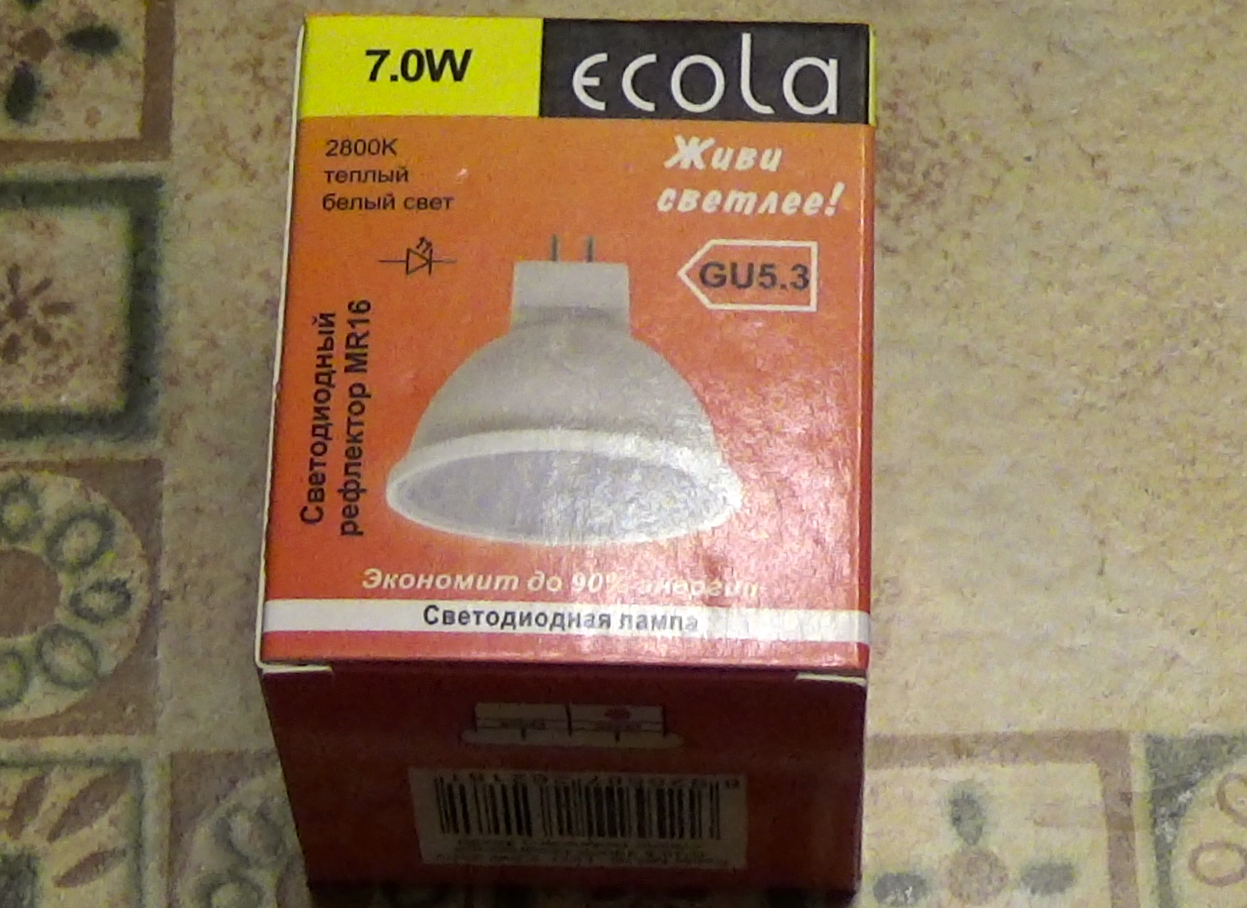 7.0W
ecola
2800K
теплый
белый свет
Живи
светлее!
GU5.3
Светодиодный
рефлектор MR16
Экономит до 90% энергии
Светодиодная лампа